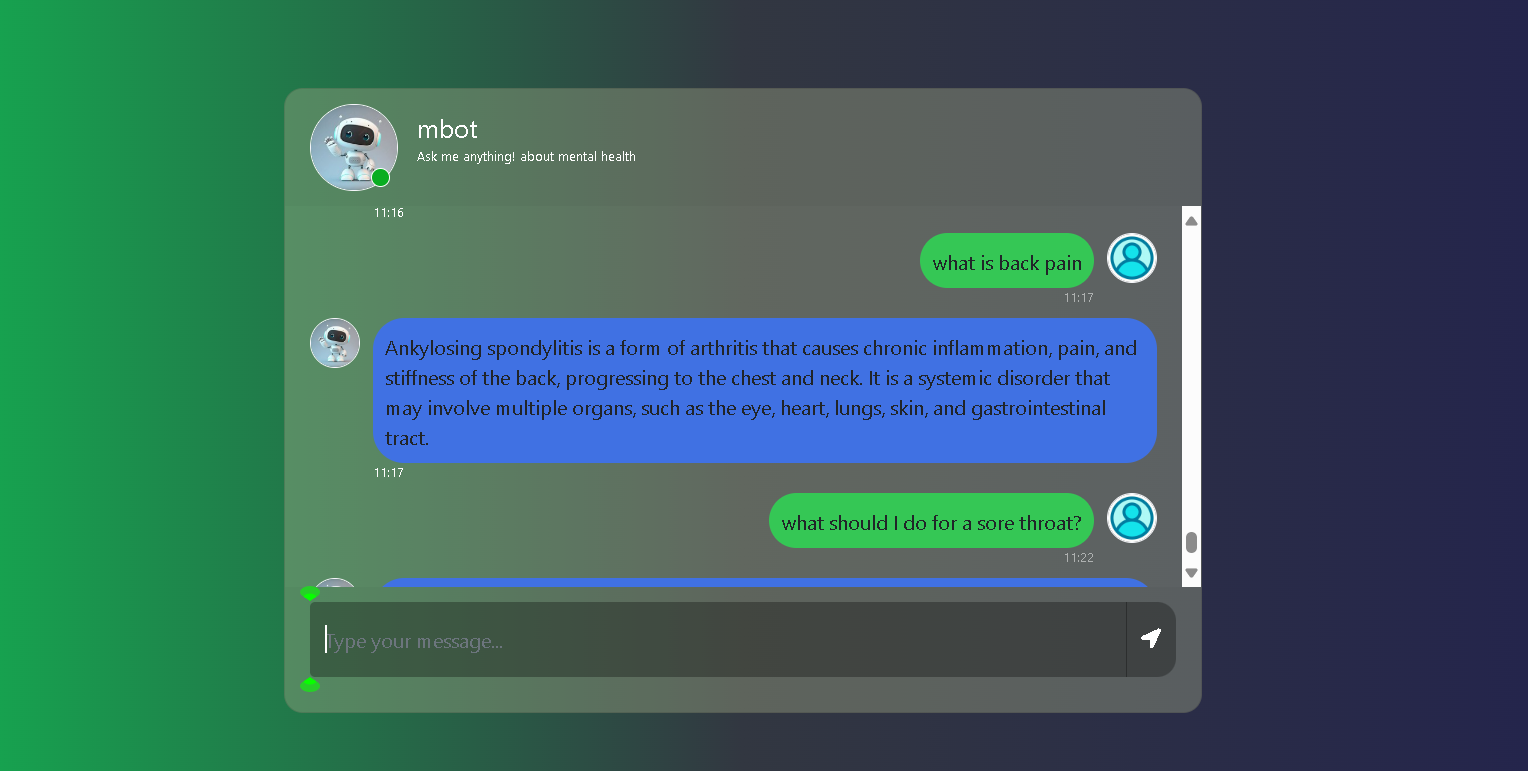 mbot
Ask me anything! about mental health
11:16
what is back pain
11:17
Ankylosing spondylitis is a form of arthritis that causes chronic inflammation, pain, and
stiffness of the back, progressing to the chest and neck. It is a systemic disorder that
may involve multiple organs, such as the eye, heart, lungs, skin, and gastrointestinal
tract.
11:17
what should I do for a sore throat?
11:22
Type your message...